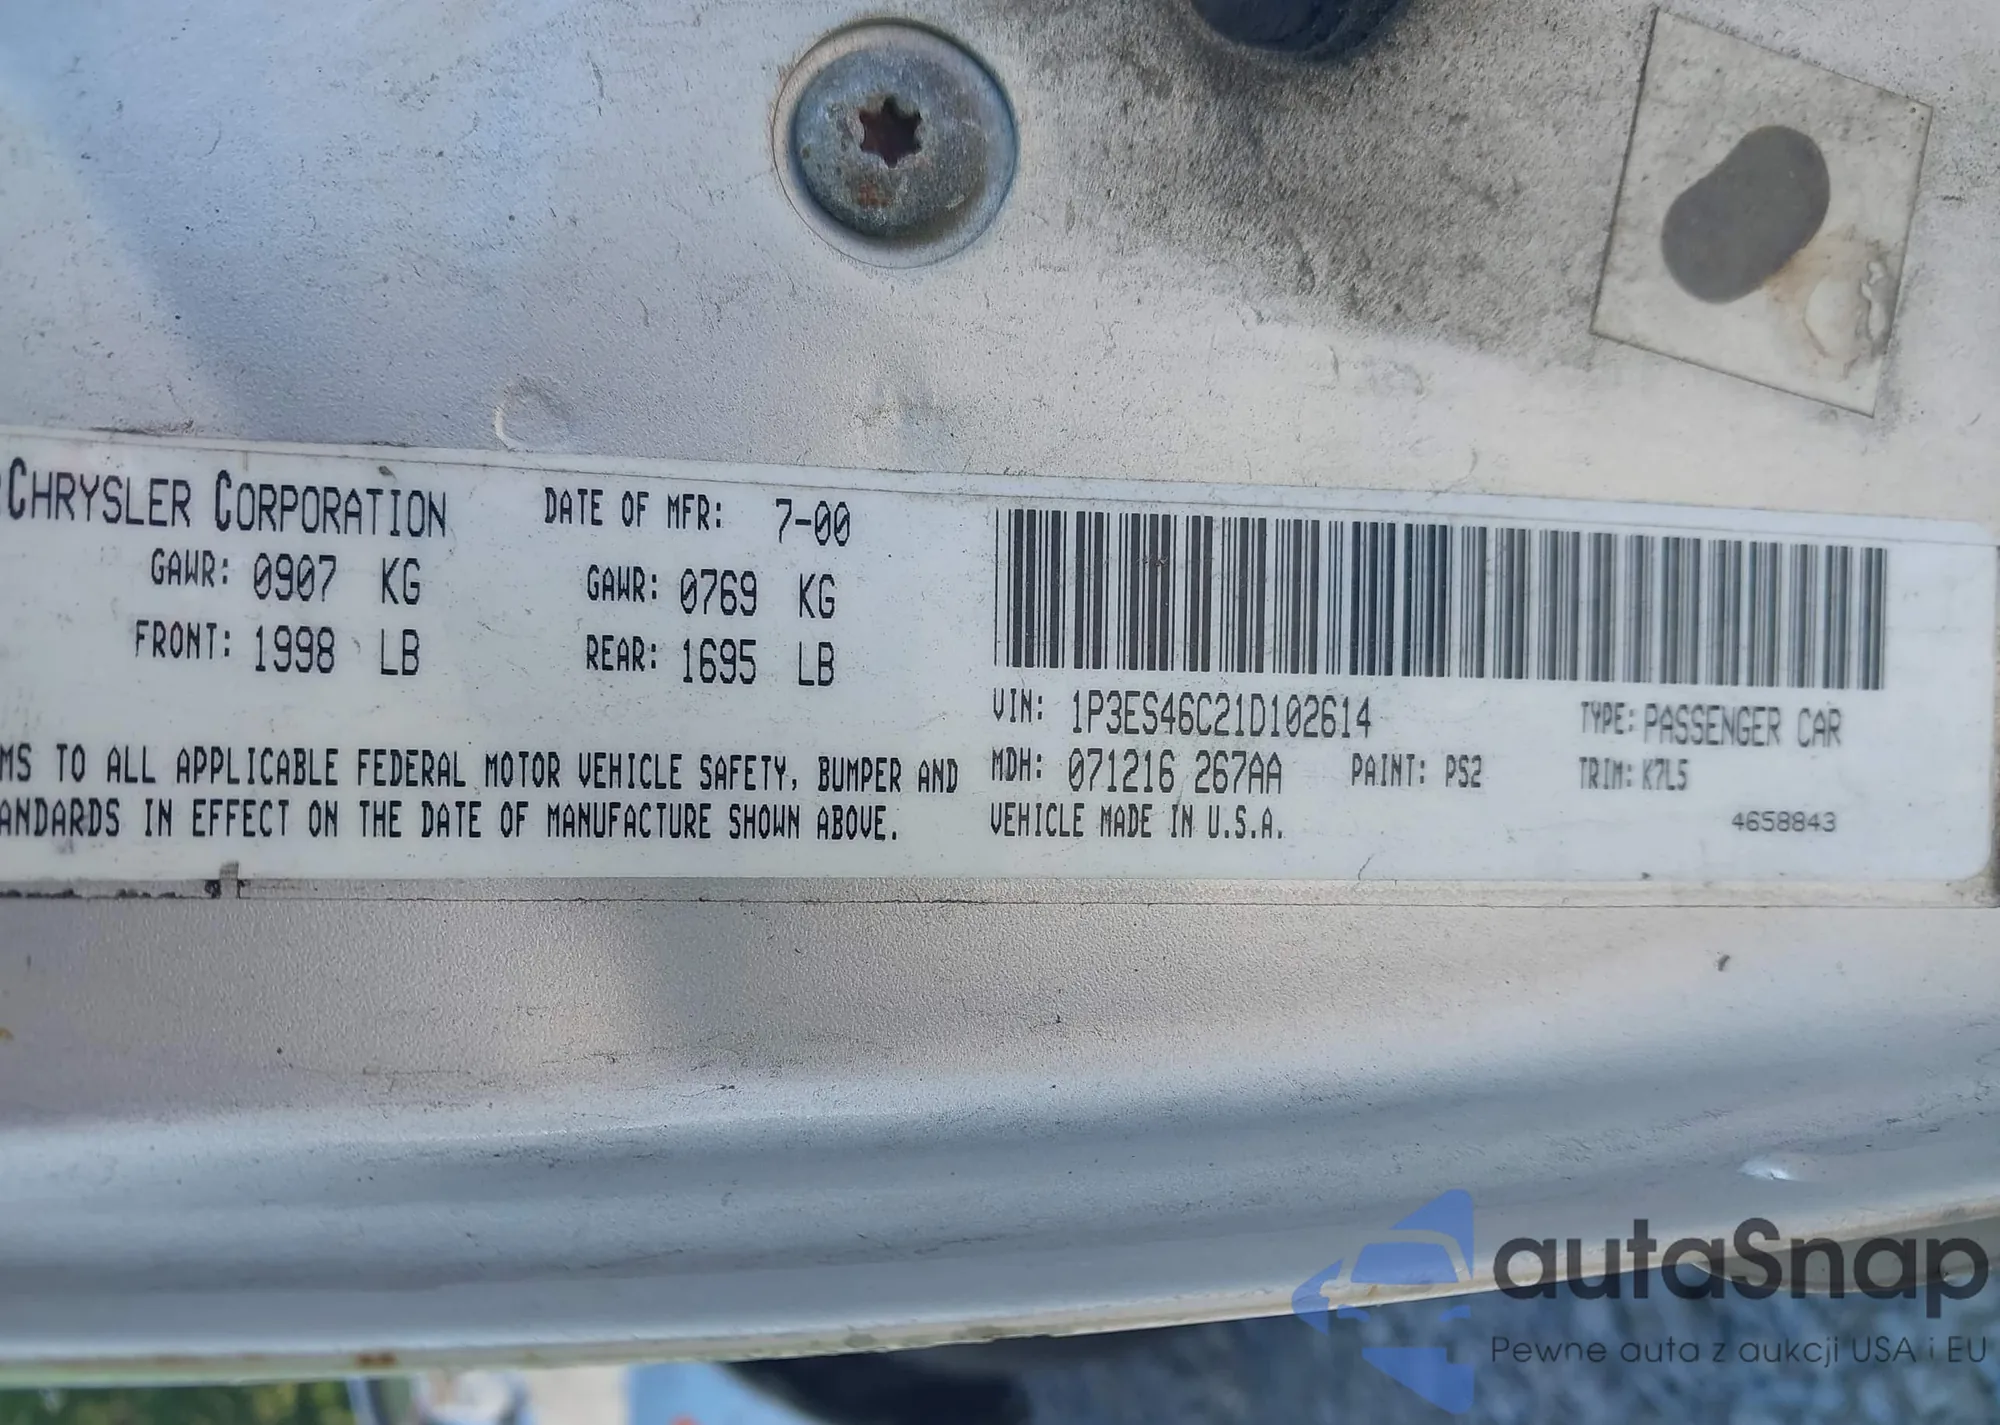 CHRYSLER CORPORATION DATE OF MFR: 7-00
GAWR: 0907 KG GAWR: 0769 KG
FRONT: 1998 LB REAR: 1695 LB
VIN: 1P3ES46C21D102614 TYPE: PASSENGER CAR
MS TO ALL APPLICABLE FEDERAL MOTOR VEHICLE SAFETY, BUMPER AND MDH: 071216 267AA PAINT: PS2 TRIM: K7L5
ANDARDS IN EFFECT ON THE DATE OF MANUFACTURE SHOWN ABOVE. VEHICLE MADE IN U.S.A. 4658843
autaSnap
Pewne auta z aukcji USA i EU